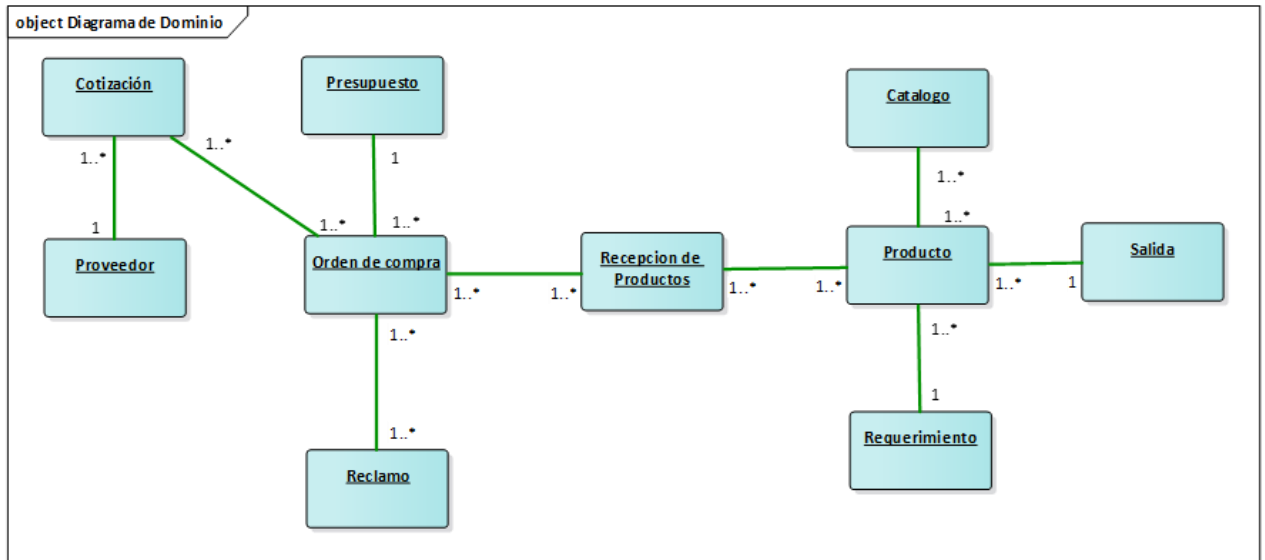 object Diagrama de Dominio
Cotización
Presupuesto
Catalogo
1..*
1..*
1
1..*
1
1..*
1..*
1..*
Proveedor
Orden de compra
Recepcion de
Productos
Producto
Salida
1..*
1..*
1..*
1..*
1..*
1
1..*
1..*
1
1..*
Requerimiento
Reclamo